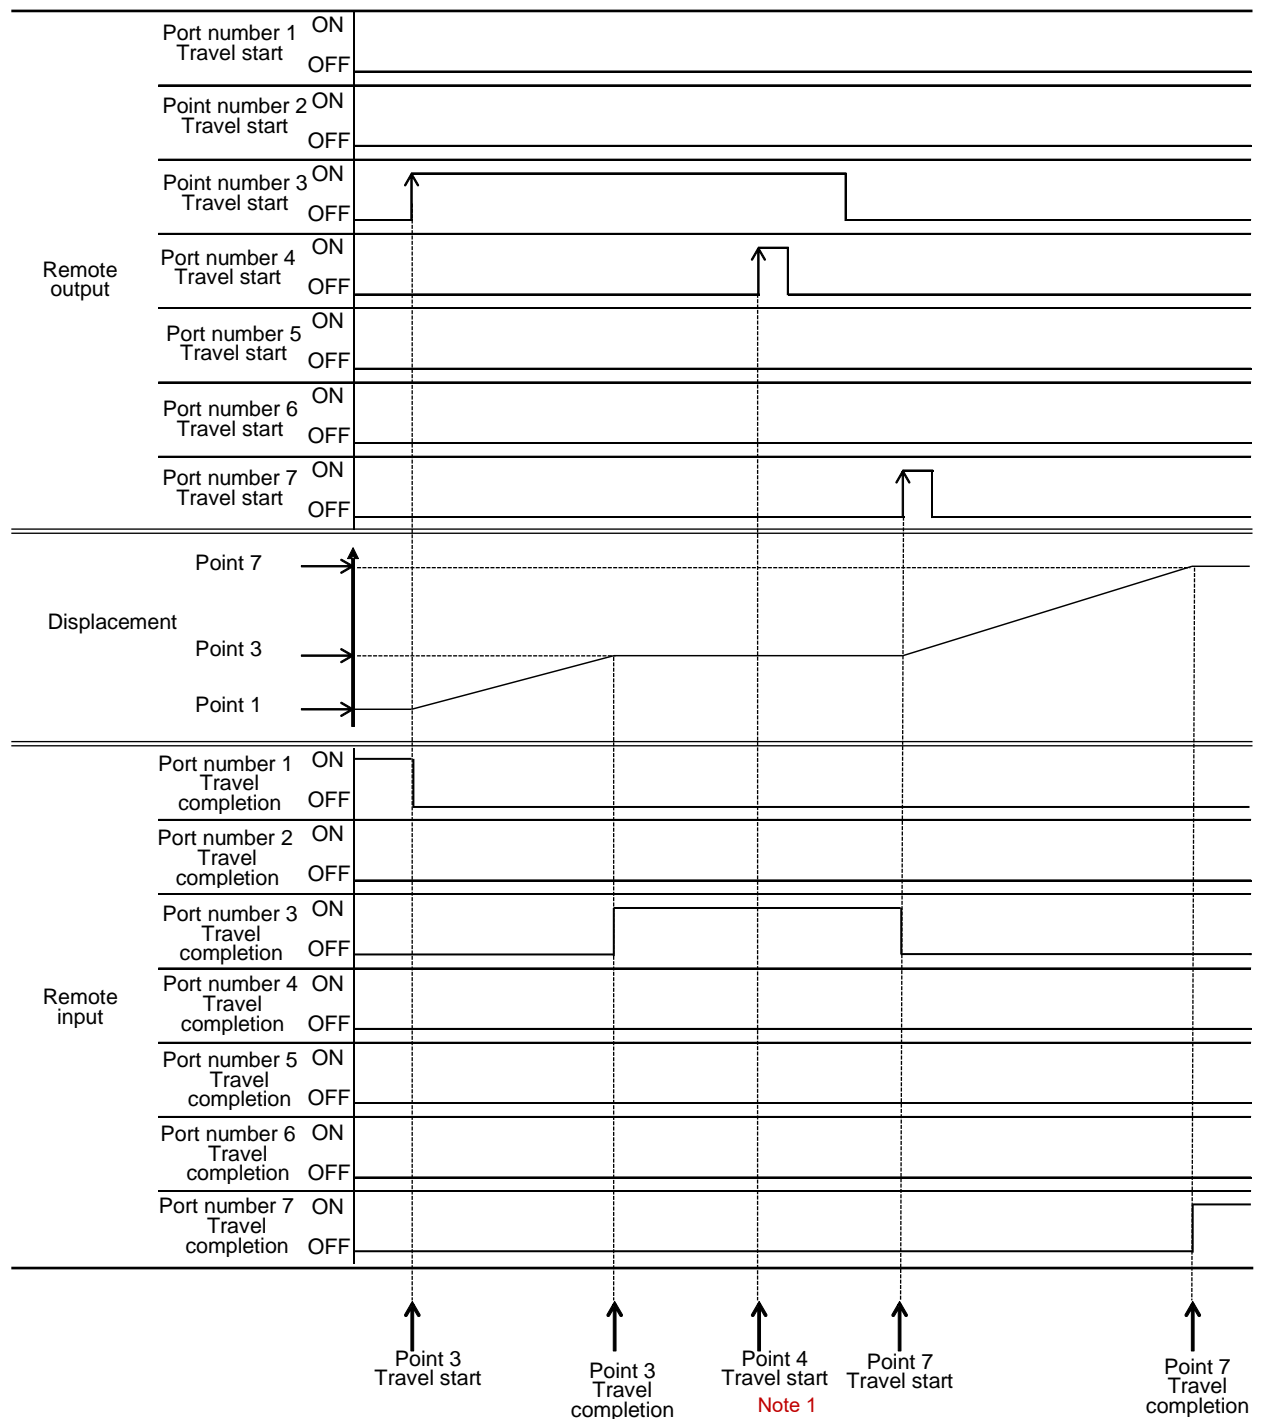 Port number 1
Travel start
ON
OFF
Point number 2
Travel start
ON
OFF
Point number 3
Travel start
ON
OFF
Remote
output
Port number 4
Travel start
ON
OFF
Port number 5
Travel start
ON
OFF
Port number 6
Travel start
ON
OFF
Port number 7
Travel start
ON
OFF
Displacement
Point 7
Point 3
Point 1
Port number 1
Travel
completion
ON
OFF
Port number 2
Travel
completion
ON
OFF
Port number 3
Travel
completion
ON
OFF
Remote
input
Port number 4
Travel
completion
ON
OFF
Port number 5
Travel
completion
ON
OFF
Port number 6
Travel
completion
ON
OFF
Port number 7
Travel
completion
ON
OFF
Point 3
Travel start
Point 3
Travel
completion
Point 4
Travel start
Note 1
Point 7
Travel start
Point 7
Travel
completion